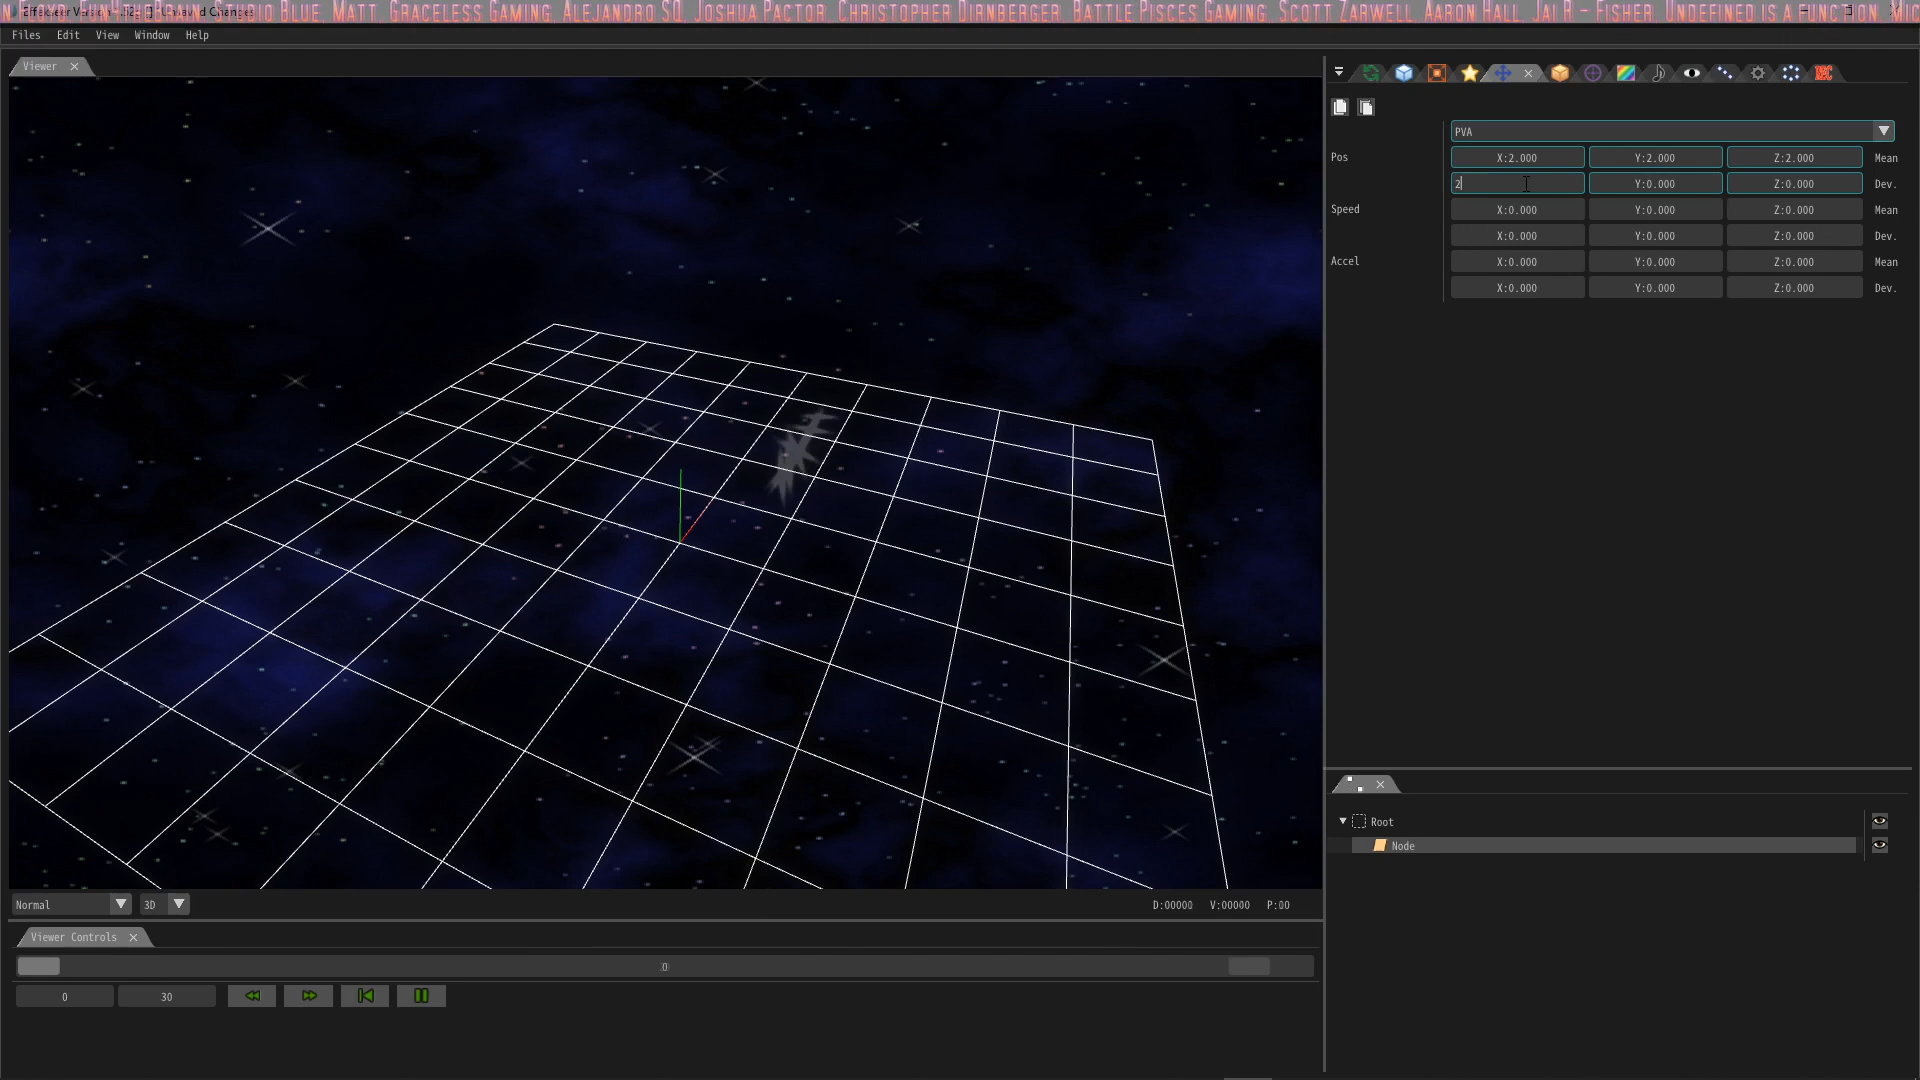 Blue, Matt, Graceless Gaming, Alejandro SQ, Joshua Pactor, Christopher Dirnberger, Battle Pisces Gaming, Scott Zarwell, Aaron Hall, Jai R - Fisher, Undefined is a function,
Files Edit View Window Help
Viewer
PVA
Pos X:2.000 Y:2.000 Z:2.000 Mean
2 Y:0.000 Z:0.000 Dev.
Speed X:0.000 Y:0.000 Z:0.000 Mean
X:0.000 Y:0.000 Z:0.000 Dev.
Accel X:0.000 Y:0.000 Z:0.000 Mean
X:0.000 Y:0.000 Z:0.000 Dev.
Root
Node
Normal 3D D:00000 V:00000 P:00
Viewer Controls
0 30
REC